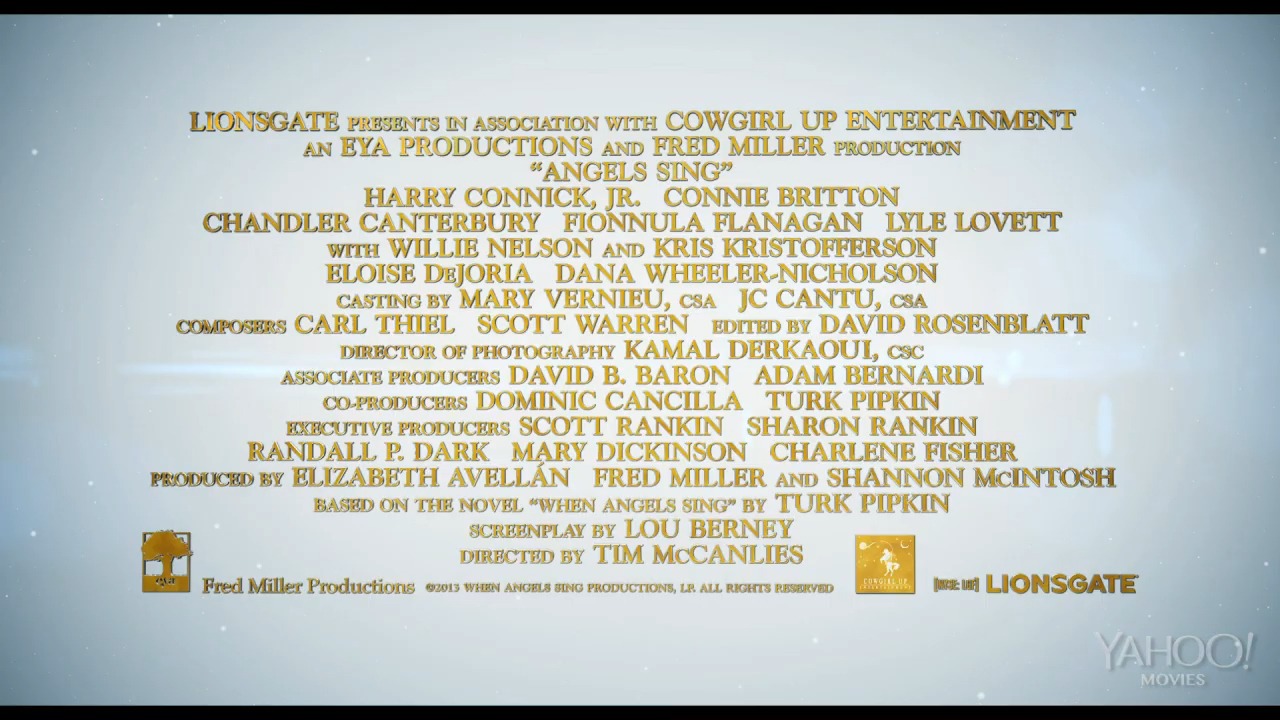 LIONSGATE PRESENTS IN ASSOCIATION WITH COWGIRL UP ENTERTAINMENT
AN EYA PRODUCTIONS AND FRED MILLER PRODUCTION
“ANGELS SING”
HARRY CONNICK, JR. CONNIE BRITTON
CHANDLER CANTERBURY FIONNULA FLANAGAN LYLE LOVETT
WITH WILLIE NELSON AND KRIS KRISTOFFERSON
ELOISE DEJORIA DANA WHEELER-NICHOLSON
CASTING BY MARY VERNIEU, CSA JC CANTU, CSA
COMPOSERS CARL THIEL SCOTT WARREN EDITED BY DAVID ROSENBLATT
DIRECTOR OF PHOTOGRAPHY KAMAL DERKAOUI, CSC
ASSOCIATE PRODUCERS DAVID B. BARON ADAM BERNARDI
CO-PRODUCERS DOMINIC CANCILLA TURK PIPKIN
EXECUTIVE PRODUCERS SCOTT RANKIN SHARON RANKIN
RANDALL P. DARK MARY DICKINSON CHARLENE FISHER
PRODUCED BY ELIZABETH AVELLÁN FRED MILLER AND SHANNON McINTOSH
BASED ON THE NOVEL “WHEN ANGELS SING” BY TURK PIPKIN
SCREENPLAY BY LOU BERNEY
DIRECTED BY TIM McCANLIES
eya
Fred Miller Productions ©2013 WHEN ANGELS SING PRODUCTIONS, LP. ALL RIGHTS RESERVED
COWGIRL UP
ENTERTAINMENT
LIONSGATE
YAHOO!
MOVIES